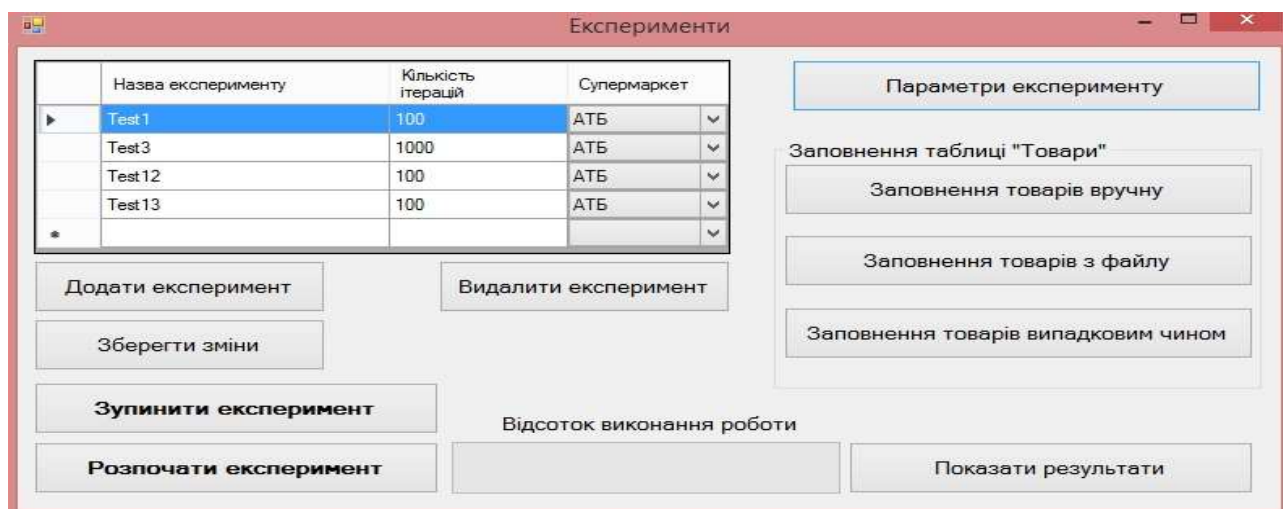 Експерименти
Назва експерименту Кількість ітерацій Супермаркет
Test1 100 АТБ
Test3 1000 АТБ
Test12 100 АТБ
Test13 100 АТБ
Додати експеримент Видалити експеримент
Зберегти зміни
Зупинити експеримент
Розпочати експеримент
Відсоток виконання роботи
Параметри експерименту
Заповнення таблиці "Товари"
Заповнення товарів вручну
Заповнення товарів з файлу
Заповнення товарів випадковим чином
Показати результати